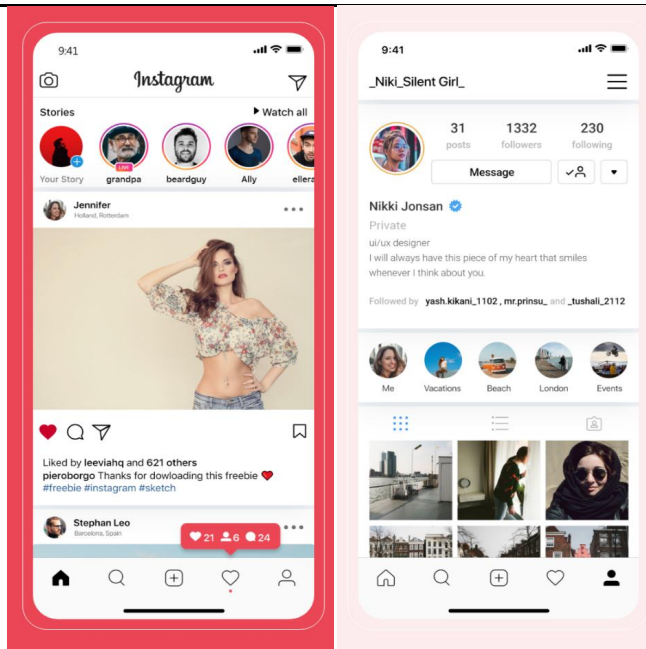 9:41
Instagram
Stories
Watch all
LIVE
Your Story
grandpa
beardguy
Ally
ellera
Jennifer
Holland, Rotterdam
Liked by leeviahq and 621 others
pieroborgo Thanks for dowloading this freebie
#freebie #instagram #sketch
Stephan Leo
Barcelona, Spain
21 6 24
9:41
_Niki_Silent Girl_
31 1332 230
posts followers following
Message
Nikki Jonsan
Private
ui/ux designer
I will always have this piece of my heart that smiles
whenever I think about you.
Followed by yash.kikani_1102 , mr.prinsu_ and _tushali_2112
Me Vacations Beach London Events